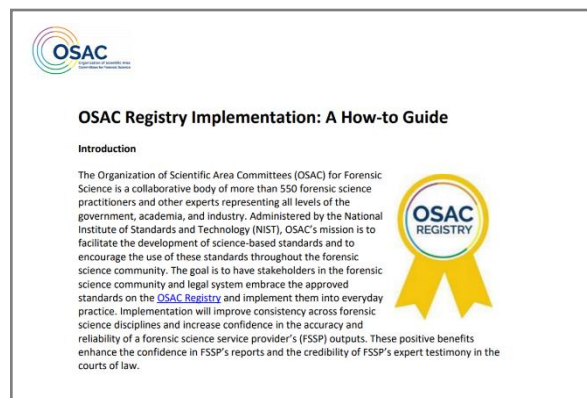 OSAC
Organization of Scientific Area
Committees for Forensic Science
OSAC Registry Implementation: A How-to Guide
Introduction
The Organization of Scientific Area Committees (OSAC) for Forensic
Science is a collaborative body of more than 550 forensic science
practitioners and other experts representing all levels of the
government, academia, and industry. Administered by the National
Institute of Standards and Technology (NIST), OSAC's mission is to
facilitate the development of science-based standards and to
encourage the use of these standards throughout the forensic
science community. The goal is to have stakeholders in the forensic
science community and legal system embrace the approved
standards on the OSAC Registry and implement them into everyday
practice. Implementation will improve consistency across forensic
science disciplines and increase confidence in the accuracy and
reliability of a forensic science service provider's (FSSP) outputs. These positive benefits
enhance the confidence in FSSP's reports and the credibility of FSSP's expert testimony in the
courts of law.
OSAC
REGISTRY